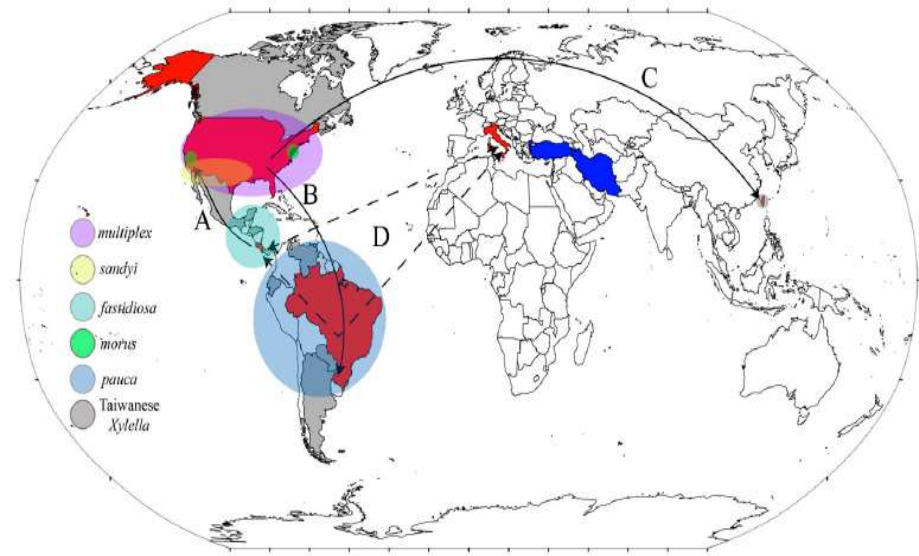 C
A
B
D
multiplex
sandyi
fastidiosa
morus
pauca
Taiwanese
Xylella